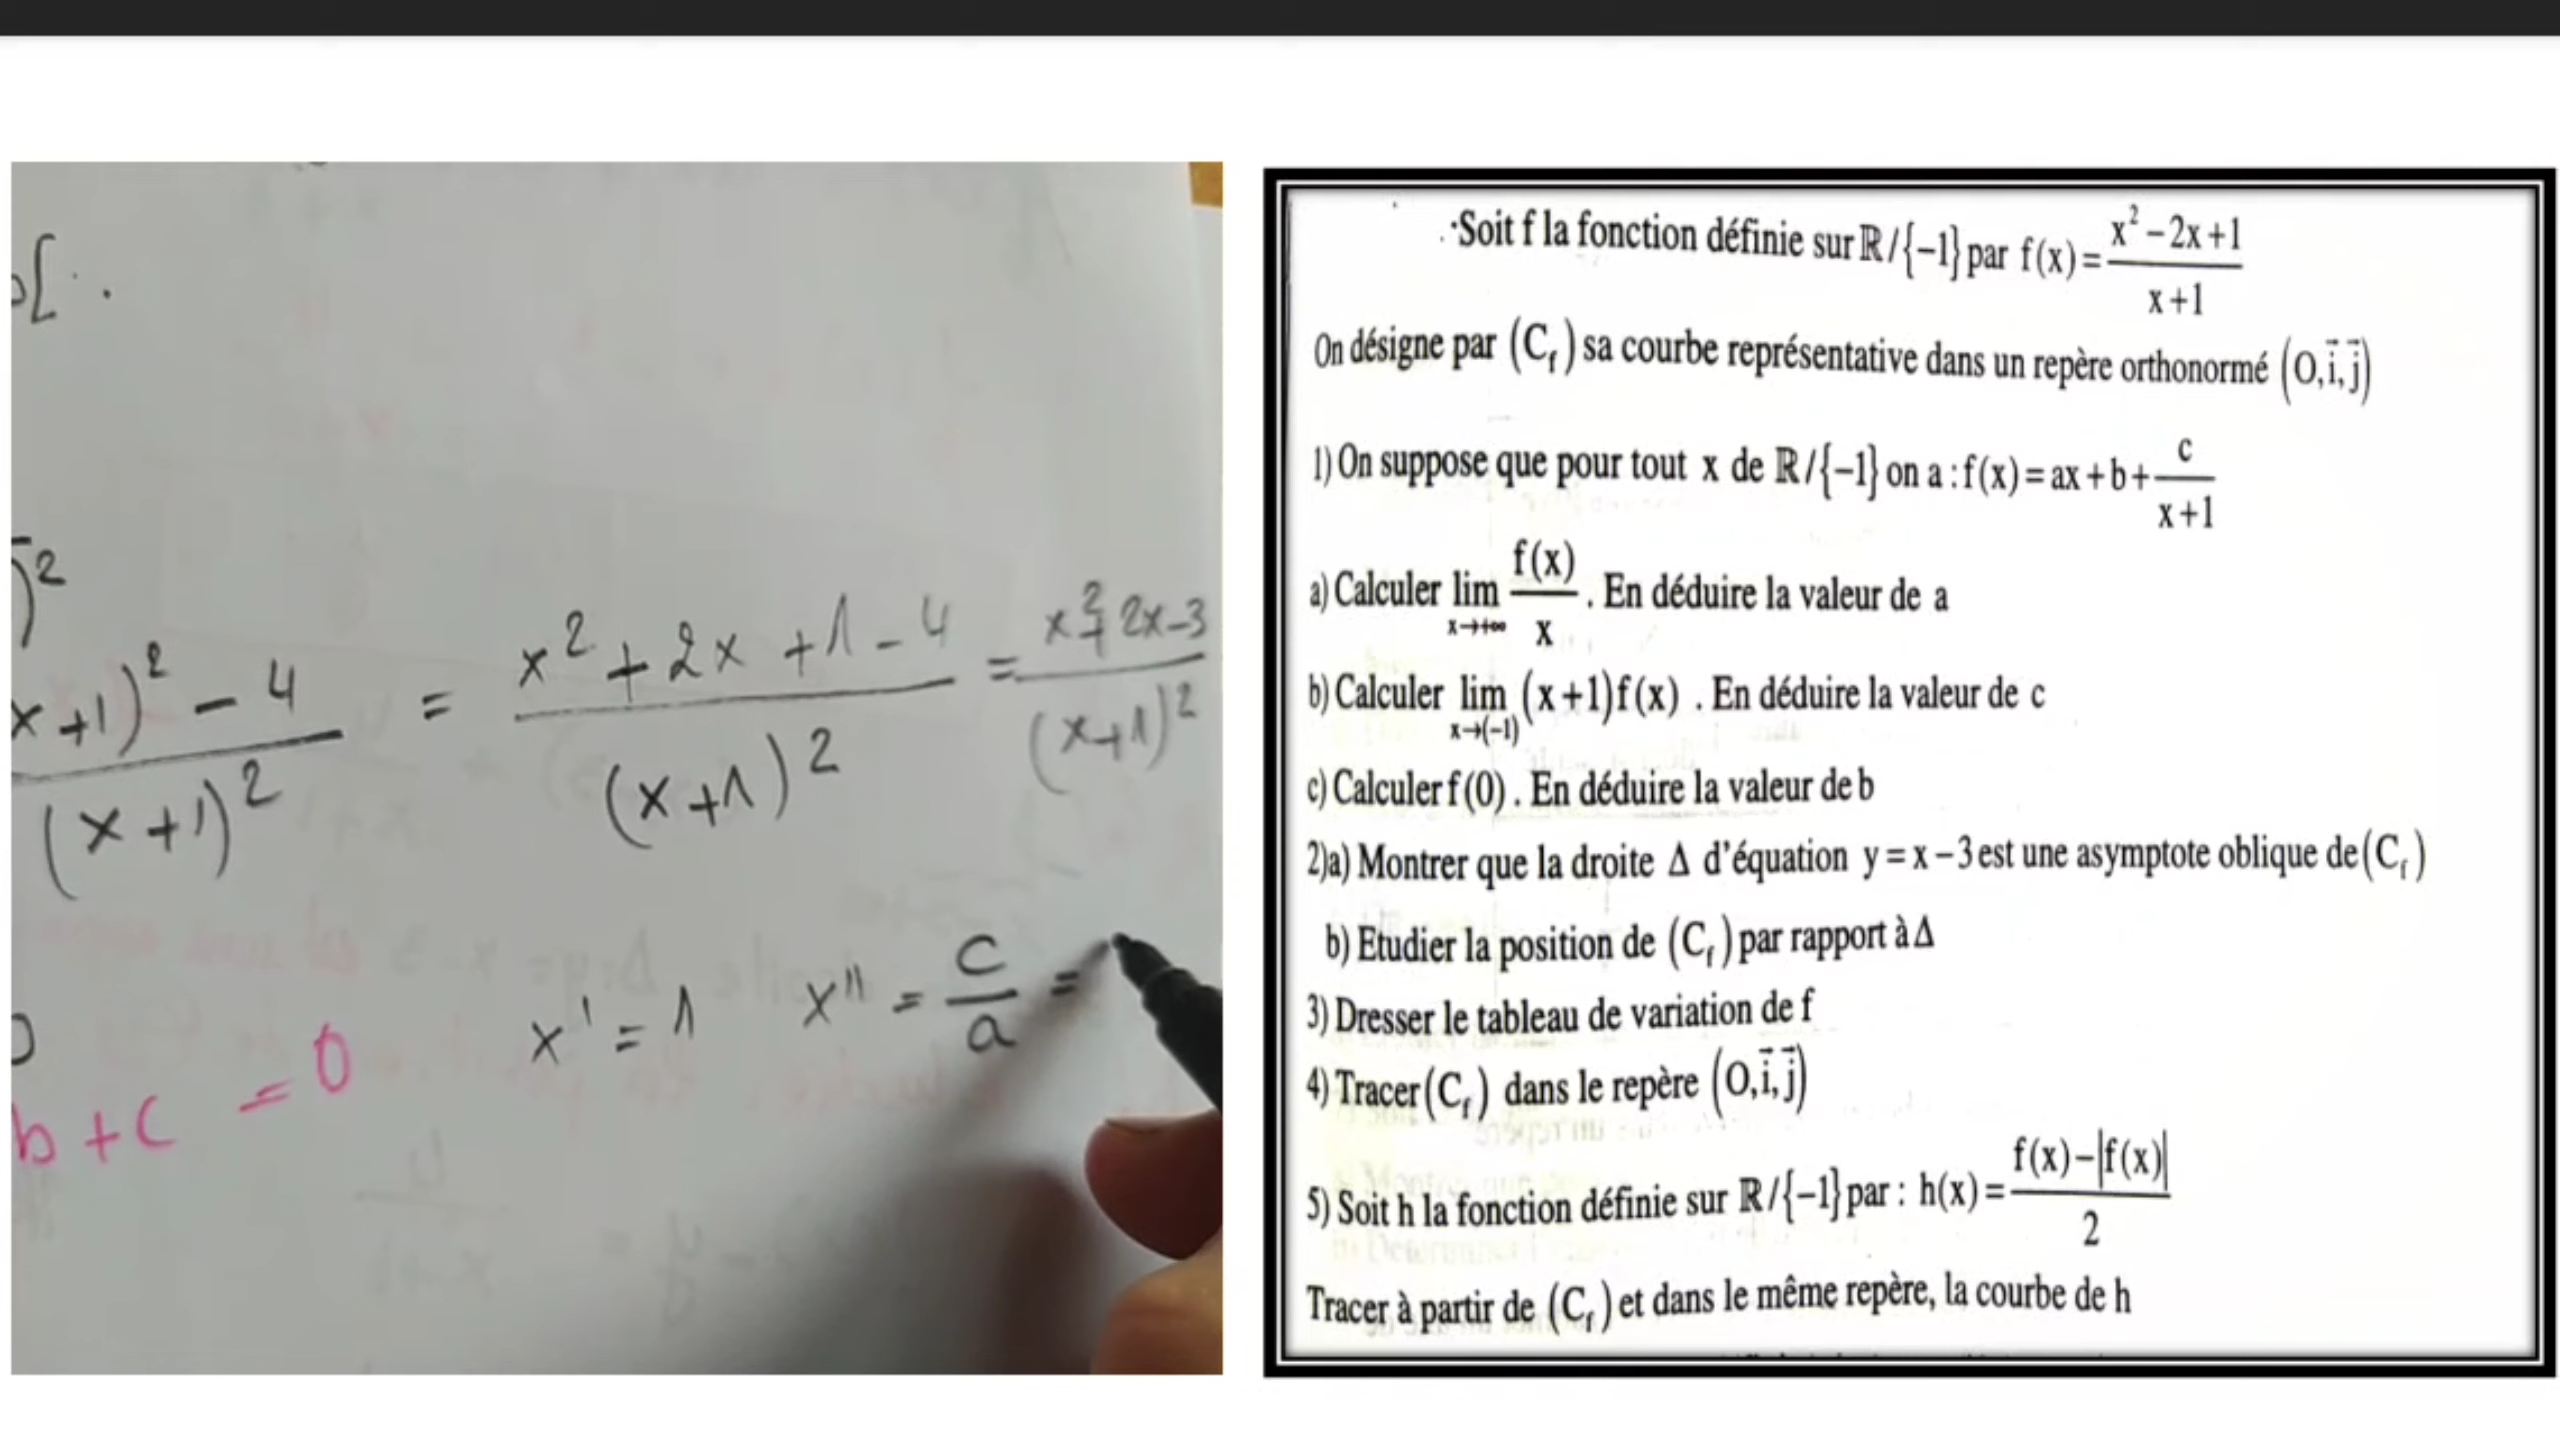 [ .
)²
x+1)² - 4 / (x+1)² = x² + 2x + 1 - 4 / (x+1)² = x² + 2x - 3 / (x+1)²
x' = 1 x'' = c/a =
b + c = 0
Soit f la fonction définie sur ℝ/{−1} par f(x) = (x² − 2x + 1)/(x+1)
On désigne par (C_f) sa courbe représentative dans un repère orthonormé (O, i⃗, j⃗)
1) On suppose que pour tout x de ℝ/{−1} on a : f(x) = ax + b + c/(x+1)
a) Calculer lim x→+∞ f(x)/x . En déduire la valeur de a
b) Calculer lim x→(−1) (x+1)f(x) . En déduire la valeur de c
c) Calculer f(0) . En déduire la valeur de b
2)a) Montrer que la droite Δ d'équation y = x − 3 est une asymptote oblique de (C_f)
b) Etudier la position de (C_f) par rapport à Δ
3) Dresser le tableau de variation de f
4) Tracer (C_f) dans le repère (O, i⃗, j⃗)
5) Soit h la fonction définie sur ℝ/{−1} par : h(x) = (f(x) − |f(x)|)/2
Tracer à partir de (C_f) et dans le même repère, la courbe de h